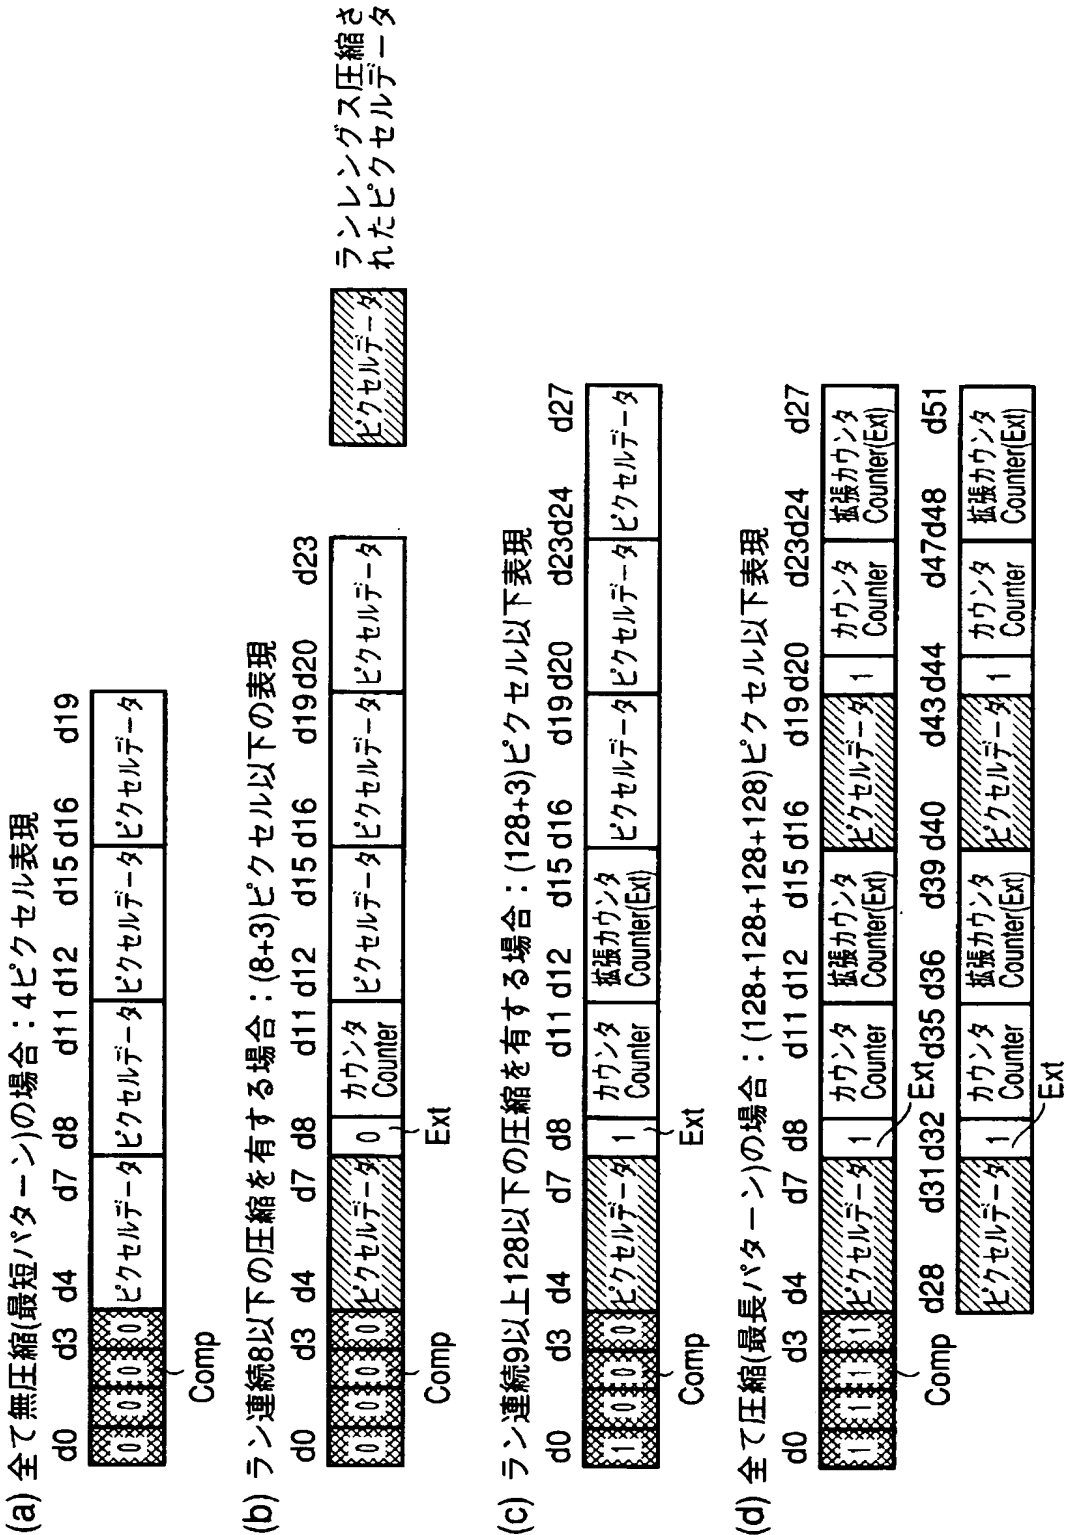 (a) 全て無圧縮(最短パターン)の場合：4ピクセル表現
d0 d3 d4 d7 d8 d11 d12 d15 d16 d19
0 0 0 0 ピクセルデータ ピクセルデータ ピクセルデータ ピクセルデータ
Comp
(b) ラン連続8以下の圧縮を有する場合：(8+3)ピクセル以下の表現
d0 d3 d4 d7 d8 d11 d12 d15 d16 d19 d20 d23
0 0 0 0 ピクセルデータ 0 カウンタ Counter ピクセルデータ ピクセルデータ ピクセルデータ
Comp Ext
ピクセルデータ
ランレングス圧縮さ
れたピクセルデータ
(c) ラン連続9以上128以下の圧縮を有する場合：(128+3)ピクセル以下表現
d0 d3 d4 d7 d8 d11 d12 d15 d16 d19 d20 d23 d24 d27
1 0 0 0 ピクセルデータ 1 カウンタ Counter 拡張カウンタ Counter(Ext) ピクセルデータ ピクセルデータ ピクセルデータ
Comp Ext
(d) 全て圧縮(最長パターン)の場合：(128+128+128+128)ピクセル以下表現
d0 d3 d4 d7 d8 d11 d12 d15 d16 d19 d20 d23 d24 d27
1 1 1 1 ピクセルデータ 1 カウンタ Counter 拡張カウンタ Counter(Ext) ピクセルデータ 1 カウンタ Counter 拡張カウンタ Counter(Ext)
Comp Ext
d28 d31 d32 d35 d36 d39 d40 d43 d44 d47 d48 d51
ピクセルデータ 1 カウンタ Counter 拡張カウンタ Counter(Ext) ピクセルデータ 1 カウンタ Counter 拡張カウンタ Counter(Ext)
Ext